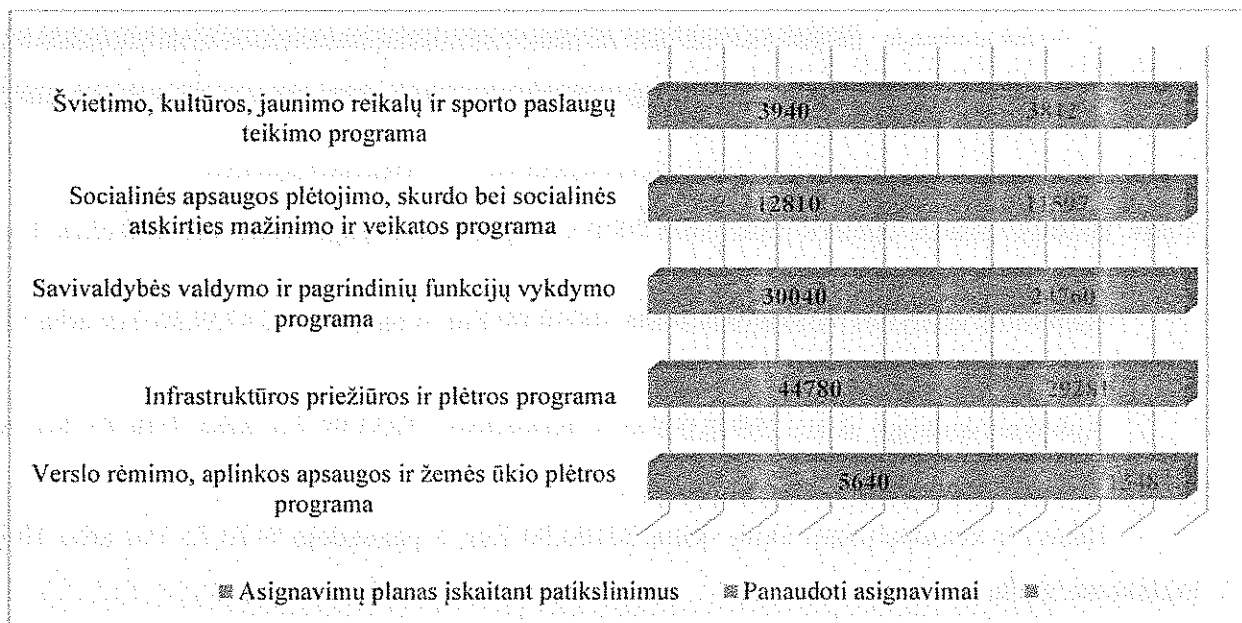 Švietimo, kultūros, jaunimo reikalų ir sporto paslaugų
teikimo programa
3940
Socialinės apsaugos plėtojimo, skurdo bei socialinės
atskirties mažinimo ir veikatos programa
12810
Savivaldybės valdymo ir pagrindinių funkcijų vykdymo
programa
30040
Infrastruktūros priežiūros ir plėtros programa
44780
Verslo rėmimo, aplinkos apsaugos ir žemės ūkio plėtros
programa
5640
Asignavimų planas įskaitant patikslinimus Panaudoti asignavimai